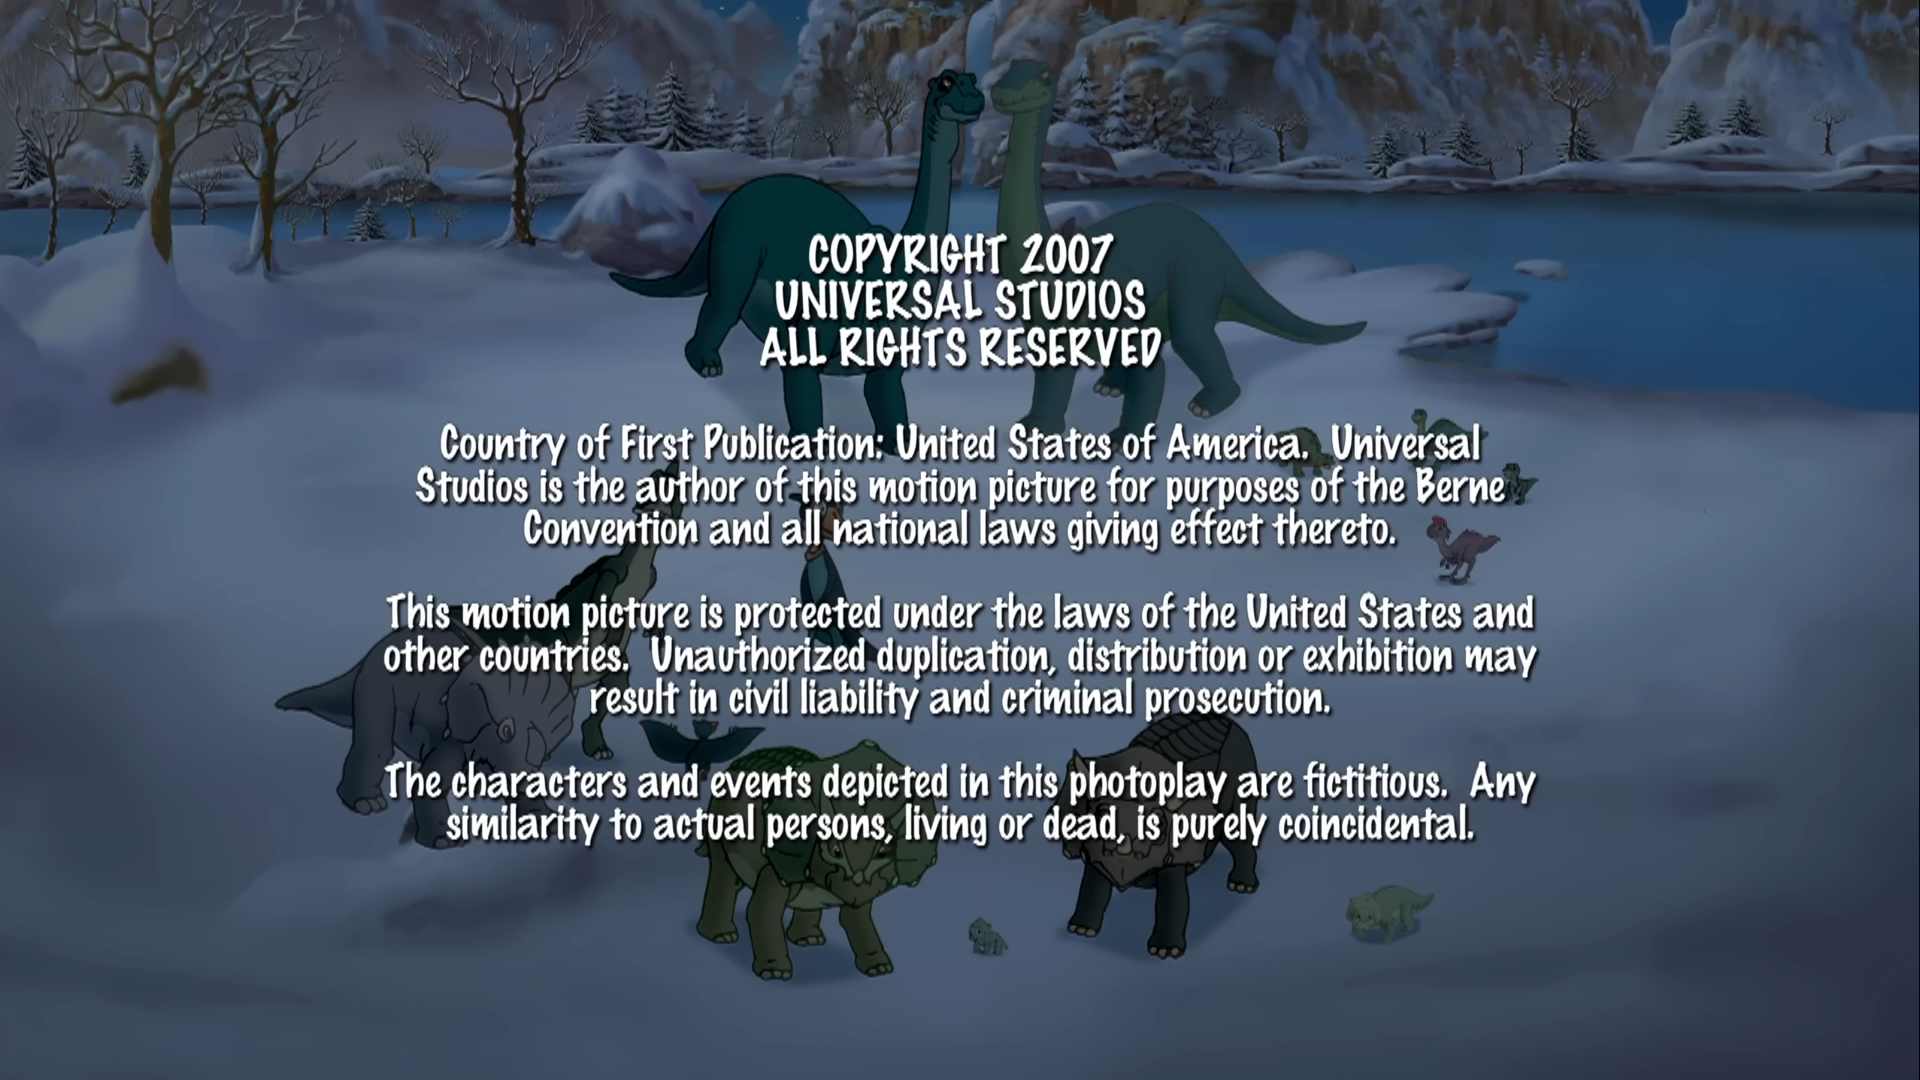 COPYRIGHT 2007
UNIVERSAL STUDIOS
ALL RIGHTS RESERVED
Country of First Publication: United States of America.  Universal
Studios is the author of this motion picture for purposes of the Berne
Convention and all national laws giving effect thereto.
This motion picture is protected under the laws of the United States and
other countries.  Unauthorized duplication, distribution or exhibition may
result in civil liability and criminal prosecution.
The characters and events depicted in this photoplay are fictitious.  Any
similarity to actual persons, living or dead, is purely coincidental.